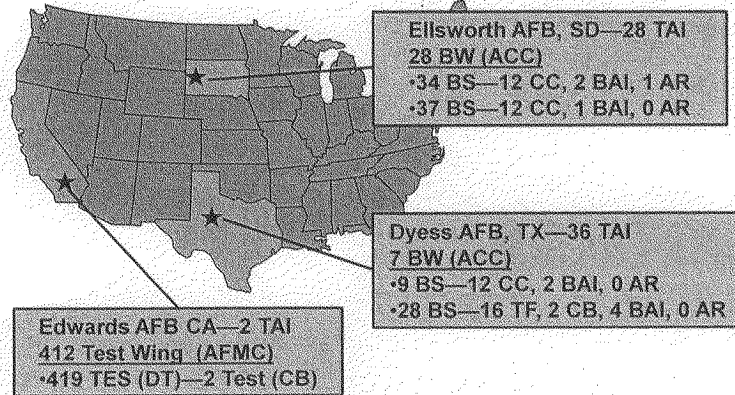 Ellsworth AFB, SD—28 TAI
28 BW (ACC)
•34 BS—12 CC, 2 BAI, 1 AR
•37 BS—12 CC, 1 BAI, 0 AR
Dyess AFB, TX—36 TAI
7 BW (ACC)
•9 BS—12 CC, 2 BAI, 0 AR
•28 BS—16 TF, 2 CB, 4 BAI, 0 AR
Edwards AFB CA—2 TAI
412 Test Wing (AFMC)
•419 TES (DT)—2 Test (CB)